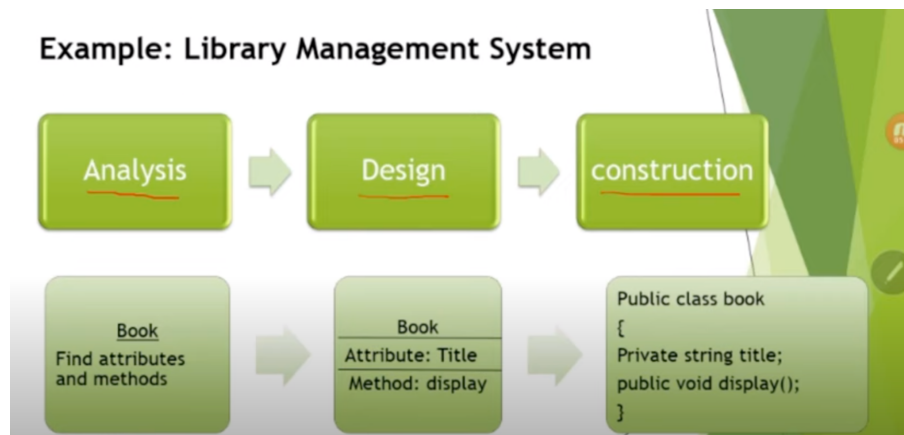 Example: Library Management System
Analysis
Design
construction
Book
Find attributes
and methods
Book
Attribute: Title
Method: display
Public class book
{
Private string title;
public void display();
}